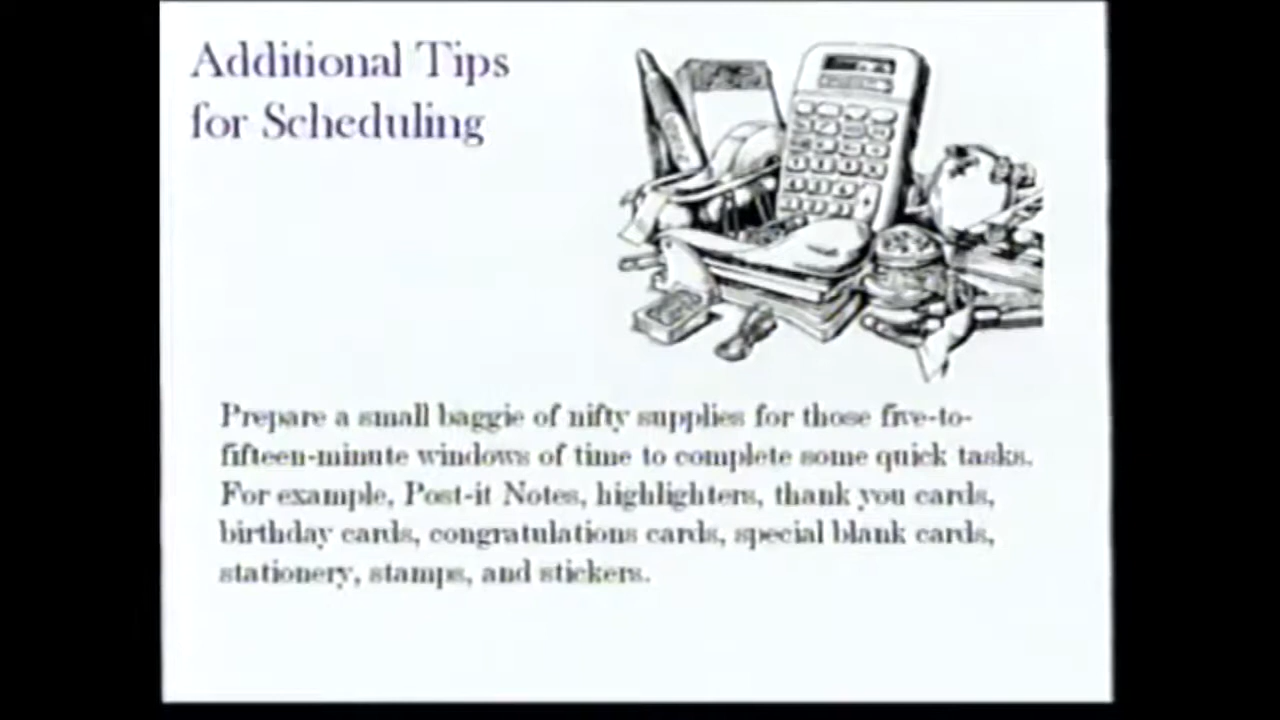 Additional Tips
for Scheduling
Prepare a small baggie of nifty supplies for those five-to-
fifteen-minute windows of time to complete some quick tasks.
For example, Post-it Notes, highlighters, thank you cards,
birthday cards, congratulations cards, special blank cards,
stationery, stamps, and stickers.